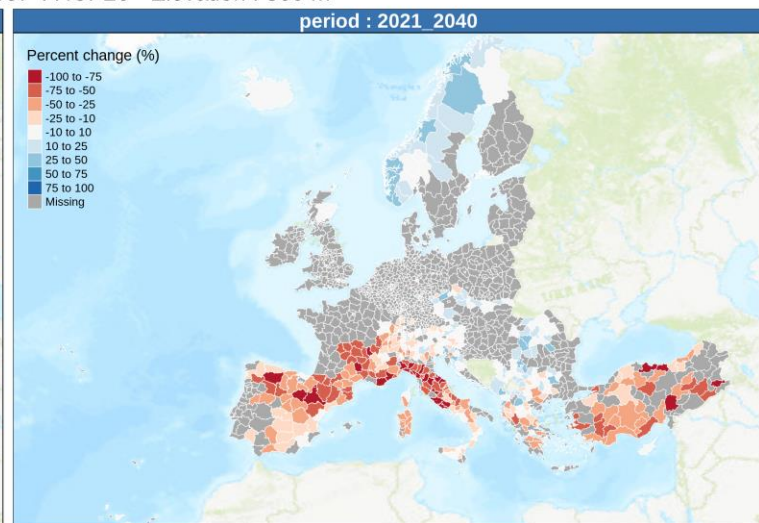 period : 2021_2040
Percent change (%)
-100 to -75
-75 to -50
-50 to -25
-25 to -10
-10 to 10
10 to 25
25 to 50
50 to 75
75 to 100
Missing
UKRAINE